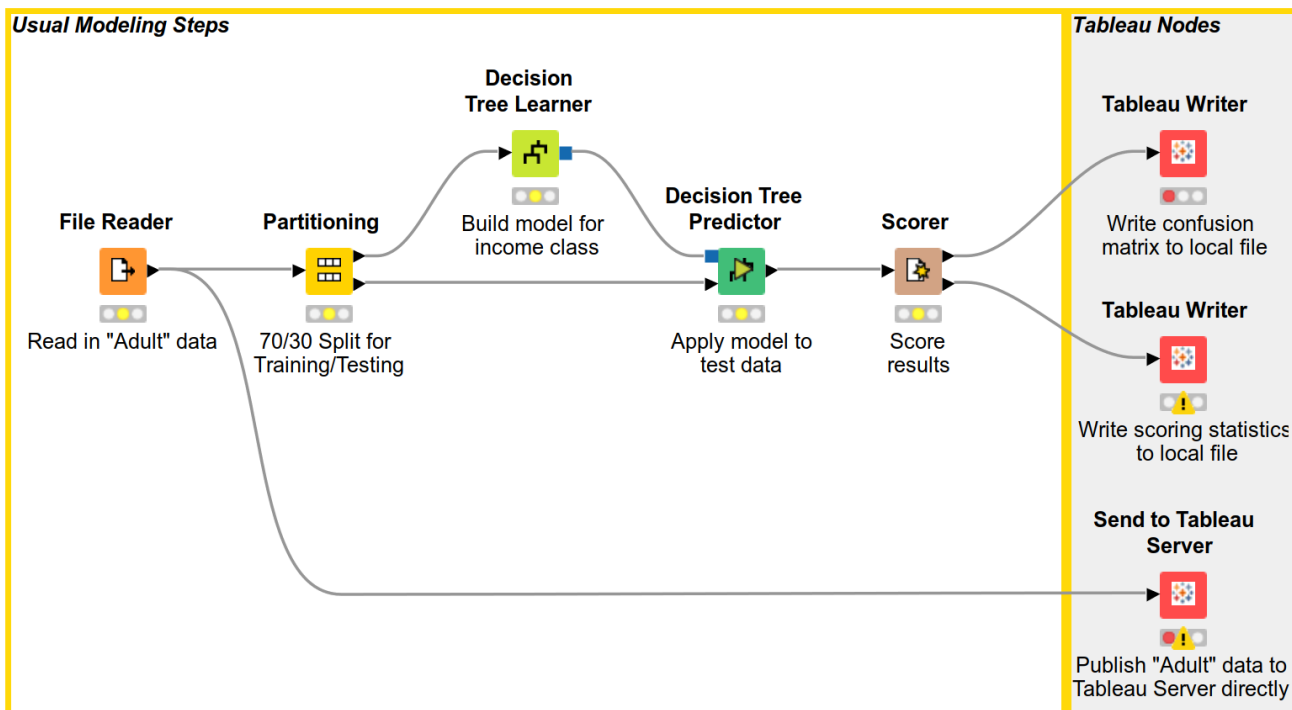 Usual Modeling Steps
Tableau Nodes
Decision
Tree Learner
Build model for
income class
File Reader
Read in "Adult" data
Partitioning
70/30 Split for
Training/Testing
Decision Tree
Predictor
Apply model to
test data
Scorer
Score
results
Tableau Writer
Write confusion
matrix to local file
Tableau Writer
Write scoring statistics
to local file
Send to Tableau
Server
Publish "Adult" data to
Tableau Server directly